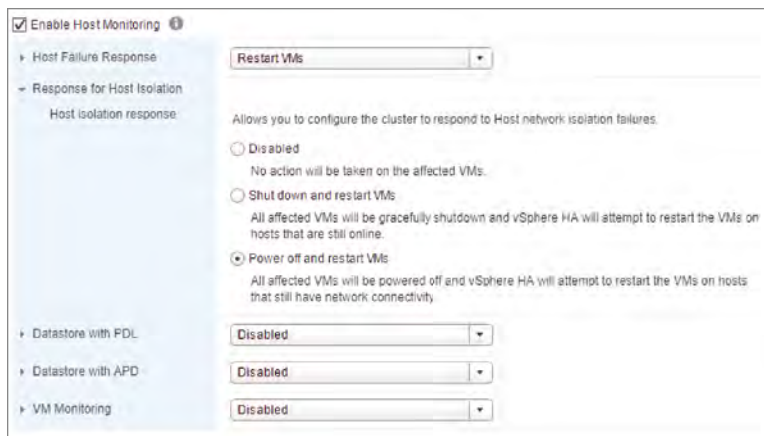 Enable Host Monitoring
Host Failure Response
Restart VMs
Response for Host Isolation
Host isolation response
Allows you to configure the cluster to respond to Host network isolation failures.
Disabled
No action will be taken on the affected VMs.
Shut down and restart VMs
All affected VMs will be gracefully shutdown and vSphere HA will attempt to restart the VMs on
hosts that are still online.
Power off and restart VMs
All affected VMs will be powered off and vSphere HA will attempt to restart the VMs on hosts
that still have network connectivity.
Datastore with PDL
Disabled
Datastore with APD
Disabled
VM Monitoring
Disabled